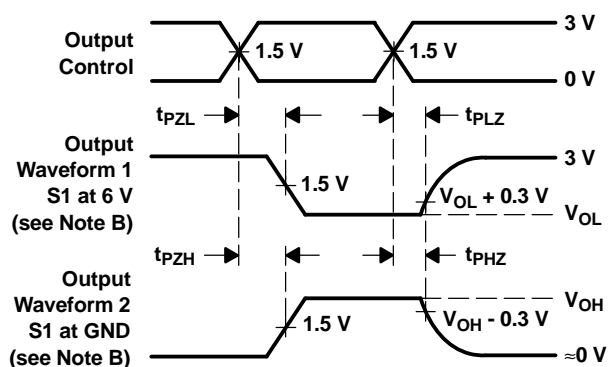 Output
Control
3 V
1.5 V
1.5 V
0 V
tPZL
tPLZ
Output
Waveform 1
S1 at 6 V
(see Note B)
3 V
1.5 V
VOL + 0.3 V
VOL
tPZH
tPHZ
Output
Waveform 2
S1 at GND
(see Note B)
VOH
1.5 V
VOH - 0.3 V
≈0 V